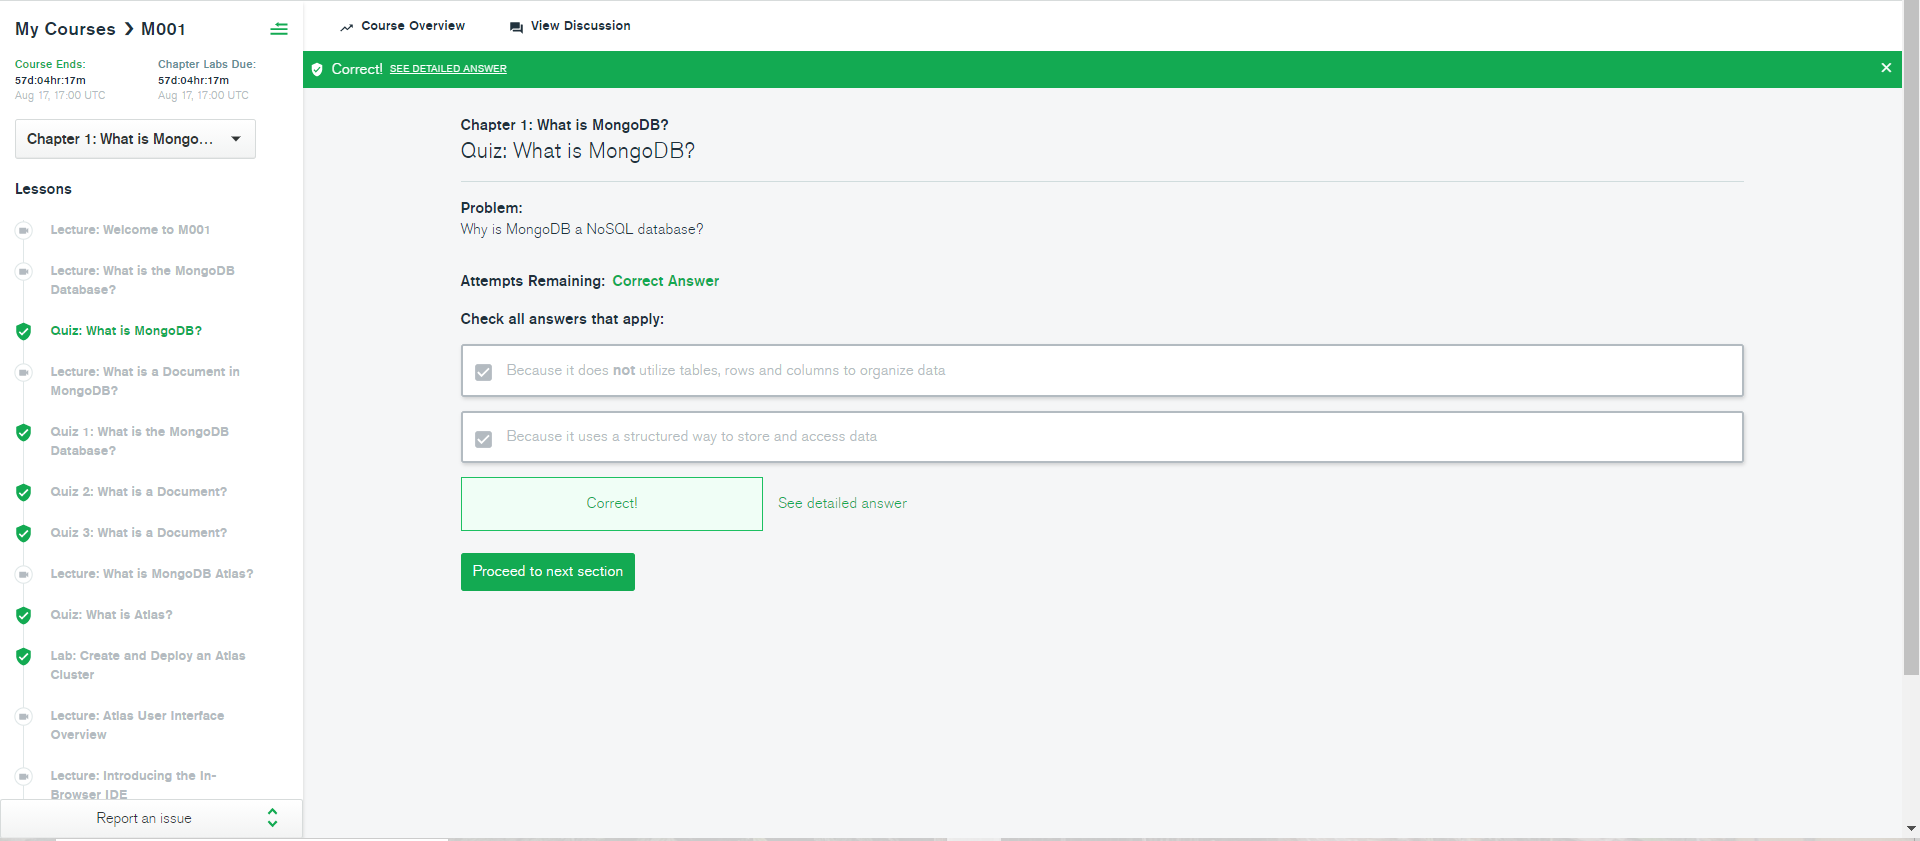 My Courses ❯ M001
Course Ends:
57d:04hr:17m
Aug 17, 17:00 UTC
Chapter Labs Due:
57d:04hr:17m
Aug 17, 17:00 UTC
Chapter 1: What is Mongo...
Lessons
Lecture: Welcome to M001
Lecture: What is the MongoDB
Database?
Quiz: What is MongoDB?
Lecture: What is a Document in
MongoDB?
Quiz 1: What is the MongoDB
Database?
Quiz 2: What is a Document?
Quiz 3: What is a Document?
Lecture: What is MongoDB Atlas?
Quiz: What is Atlas?
Lab: Create and Deploy an Atlas
Cluster
Lecture: Atlas User Interface
Overview
Lecture: Introducing the In-
Browser IDE
Report an issue
Course Overview
View Discussion
Correct! SEE DETAILED ANSWER
Chapter 1: What is MongoDB?
Quiz: What is MongoDB?
Problem:
Why is MongoDB a NoSQL database?
Attempts Remaining: Correct Answer
Check all answers that apply:
Because it does not utilize tables, rows and columns to organize data
Because it uses a structured way to store and access data
Correct!
See detailed answer
Proceed to next section